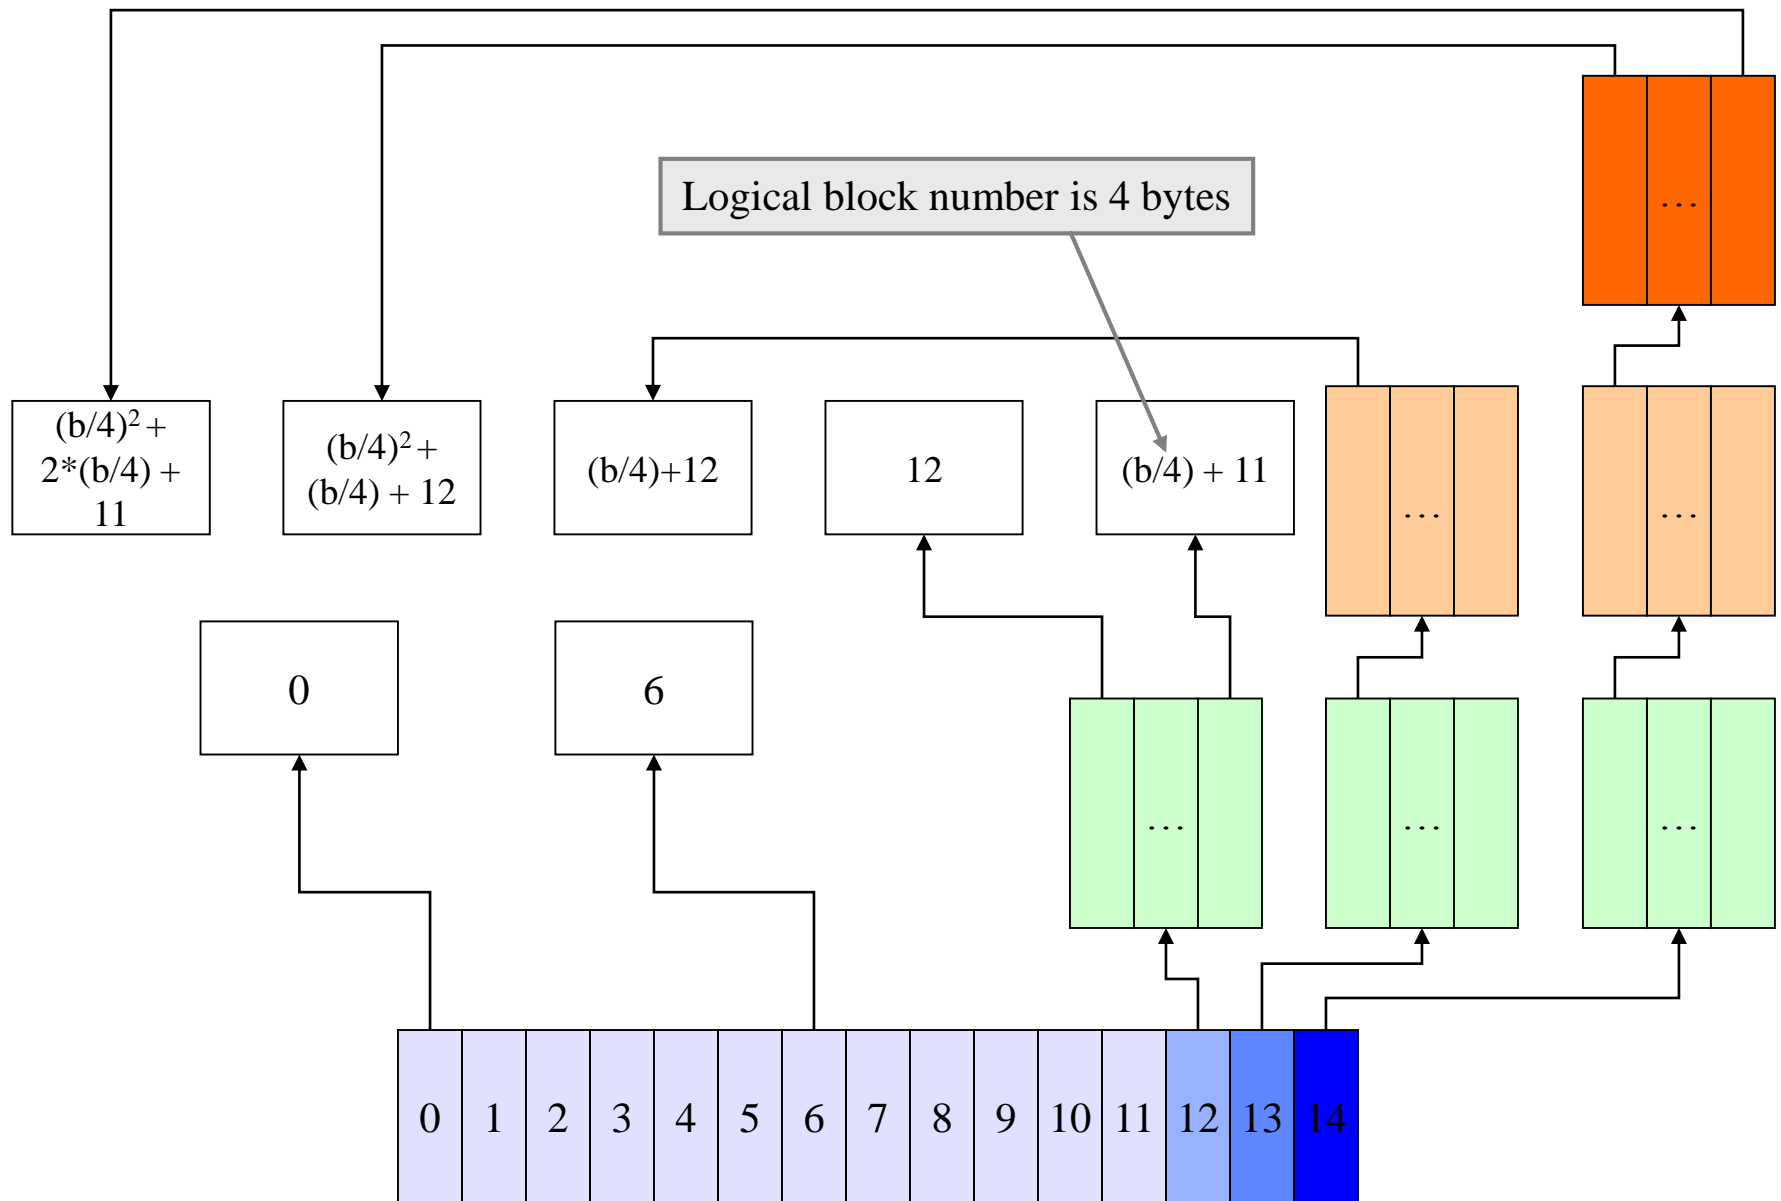 …
Logical block number is 4 bytes
(b/4)² +
2*(b/4) +
11
(b/4)² +
(b/4) + 12
(b/4)+12
12
(b/4) + 11
…
…
0
6
…
…
…
0 1 2 3 4 5 6 7 8 9 10 11 12 13 14